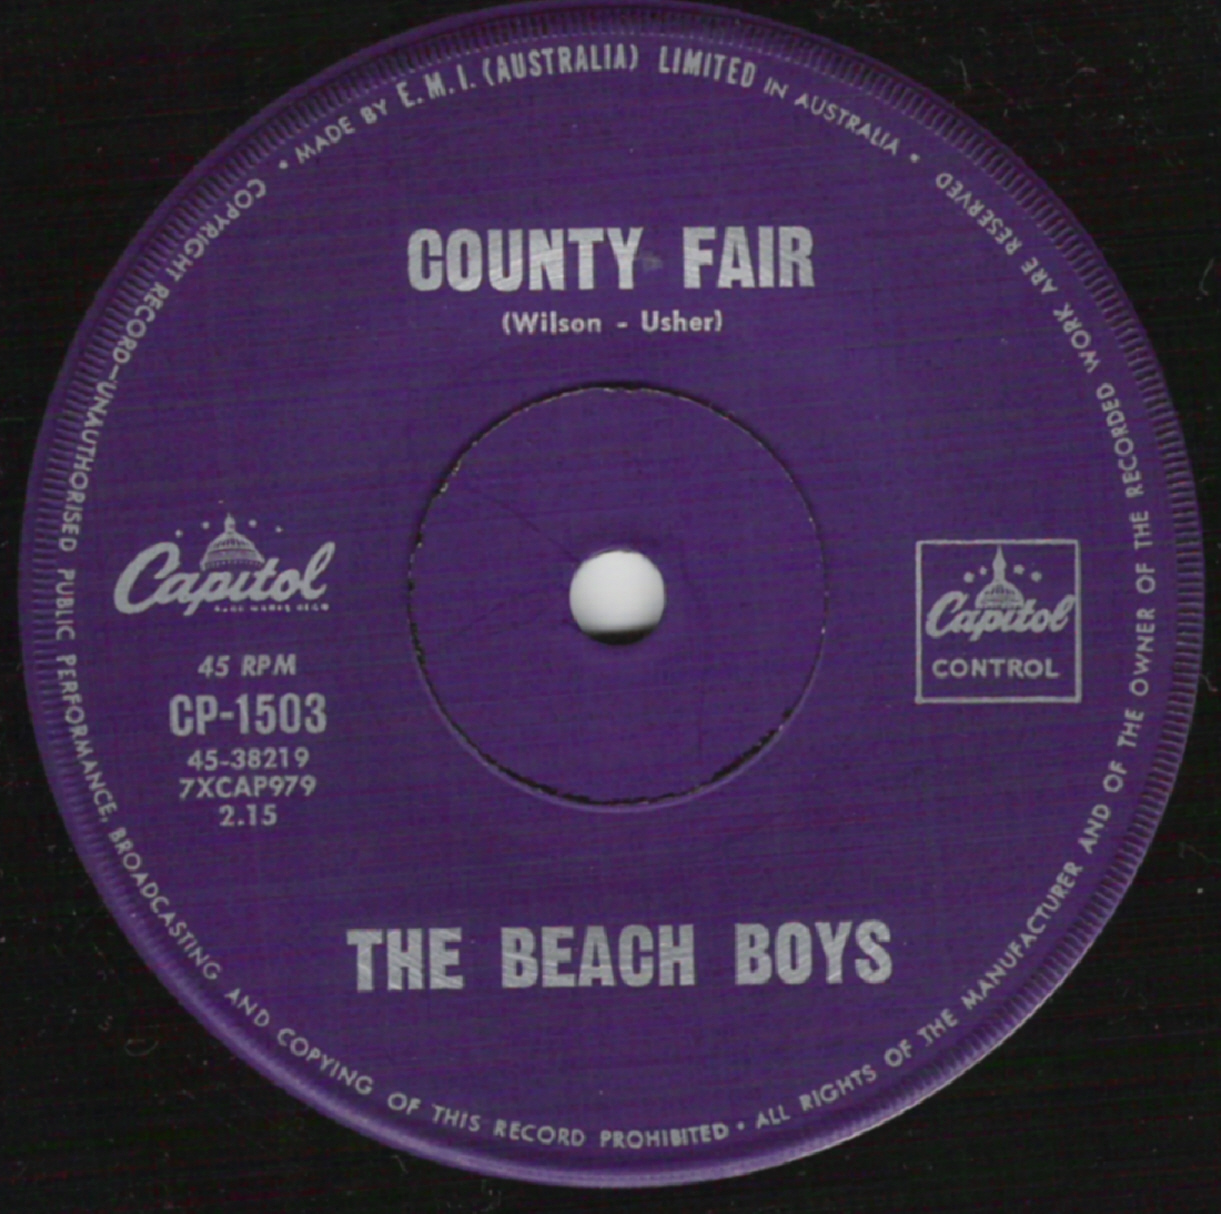 • MADE BY E.M.I. (AUSTRALIA) LIMITED IN AUSTRALIA •
COUNTY FAIR
(Wilson - Usher)
Capitol
45 RPM
CP-1503
45-38219
7XCAP979
2.15
Capitol
CONTROL
THE BEACH BOYS
COPYRIGHT RECORD—UNAUTHORISED PUBLIC PERFORMANCE, BROADCASTING AND COPYING OF THIS RECORD PROHIBITED • ALL RIGHTS OF THE MANUFACTURER AND OF THE OWNER OF THE RECORDED WORK ARE RESERVED